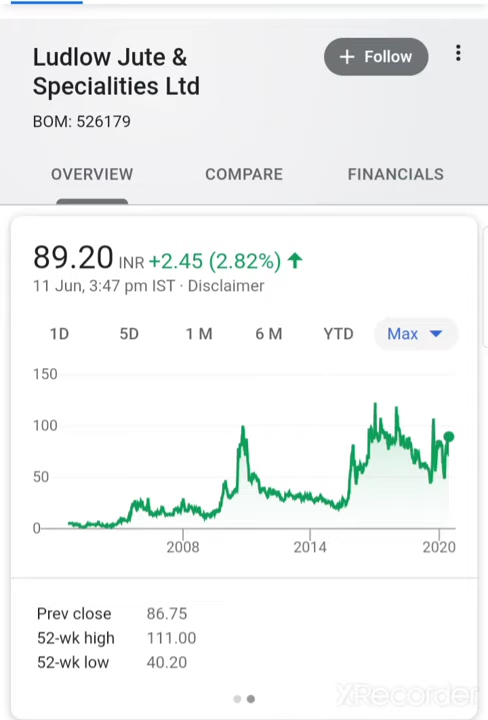 Ludlow Jute &
Specialities Ltd
+ Follow
BOM: 526179
OVERVIEW COMPARE FINANCIALS
89.20 INR +2.45 (2.82%) ↑
11 Jun, 3:47 pm IST · Disclaimer
1D 5D 1 M 6 M YTD Max
150
100
50
0
2008 2014 2020
Prev close 86.75
52-wk high 111.00
52-wk low 40.20
XRecorder